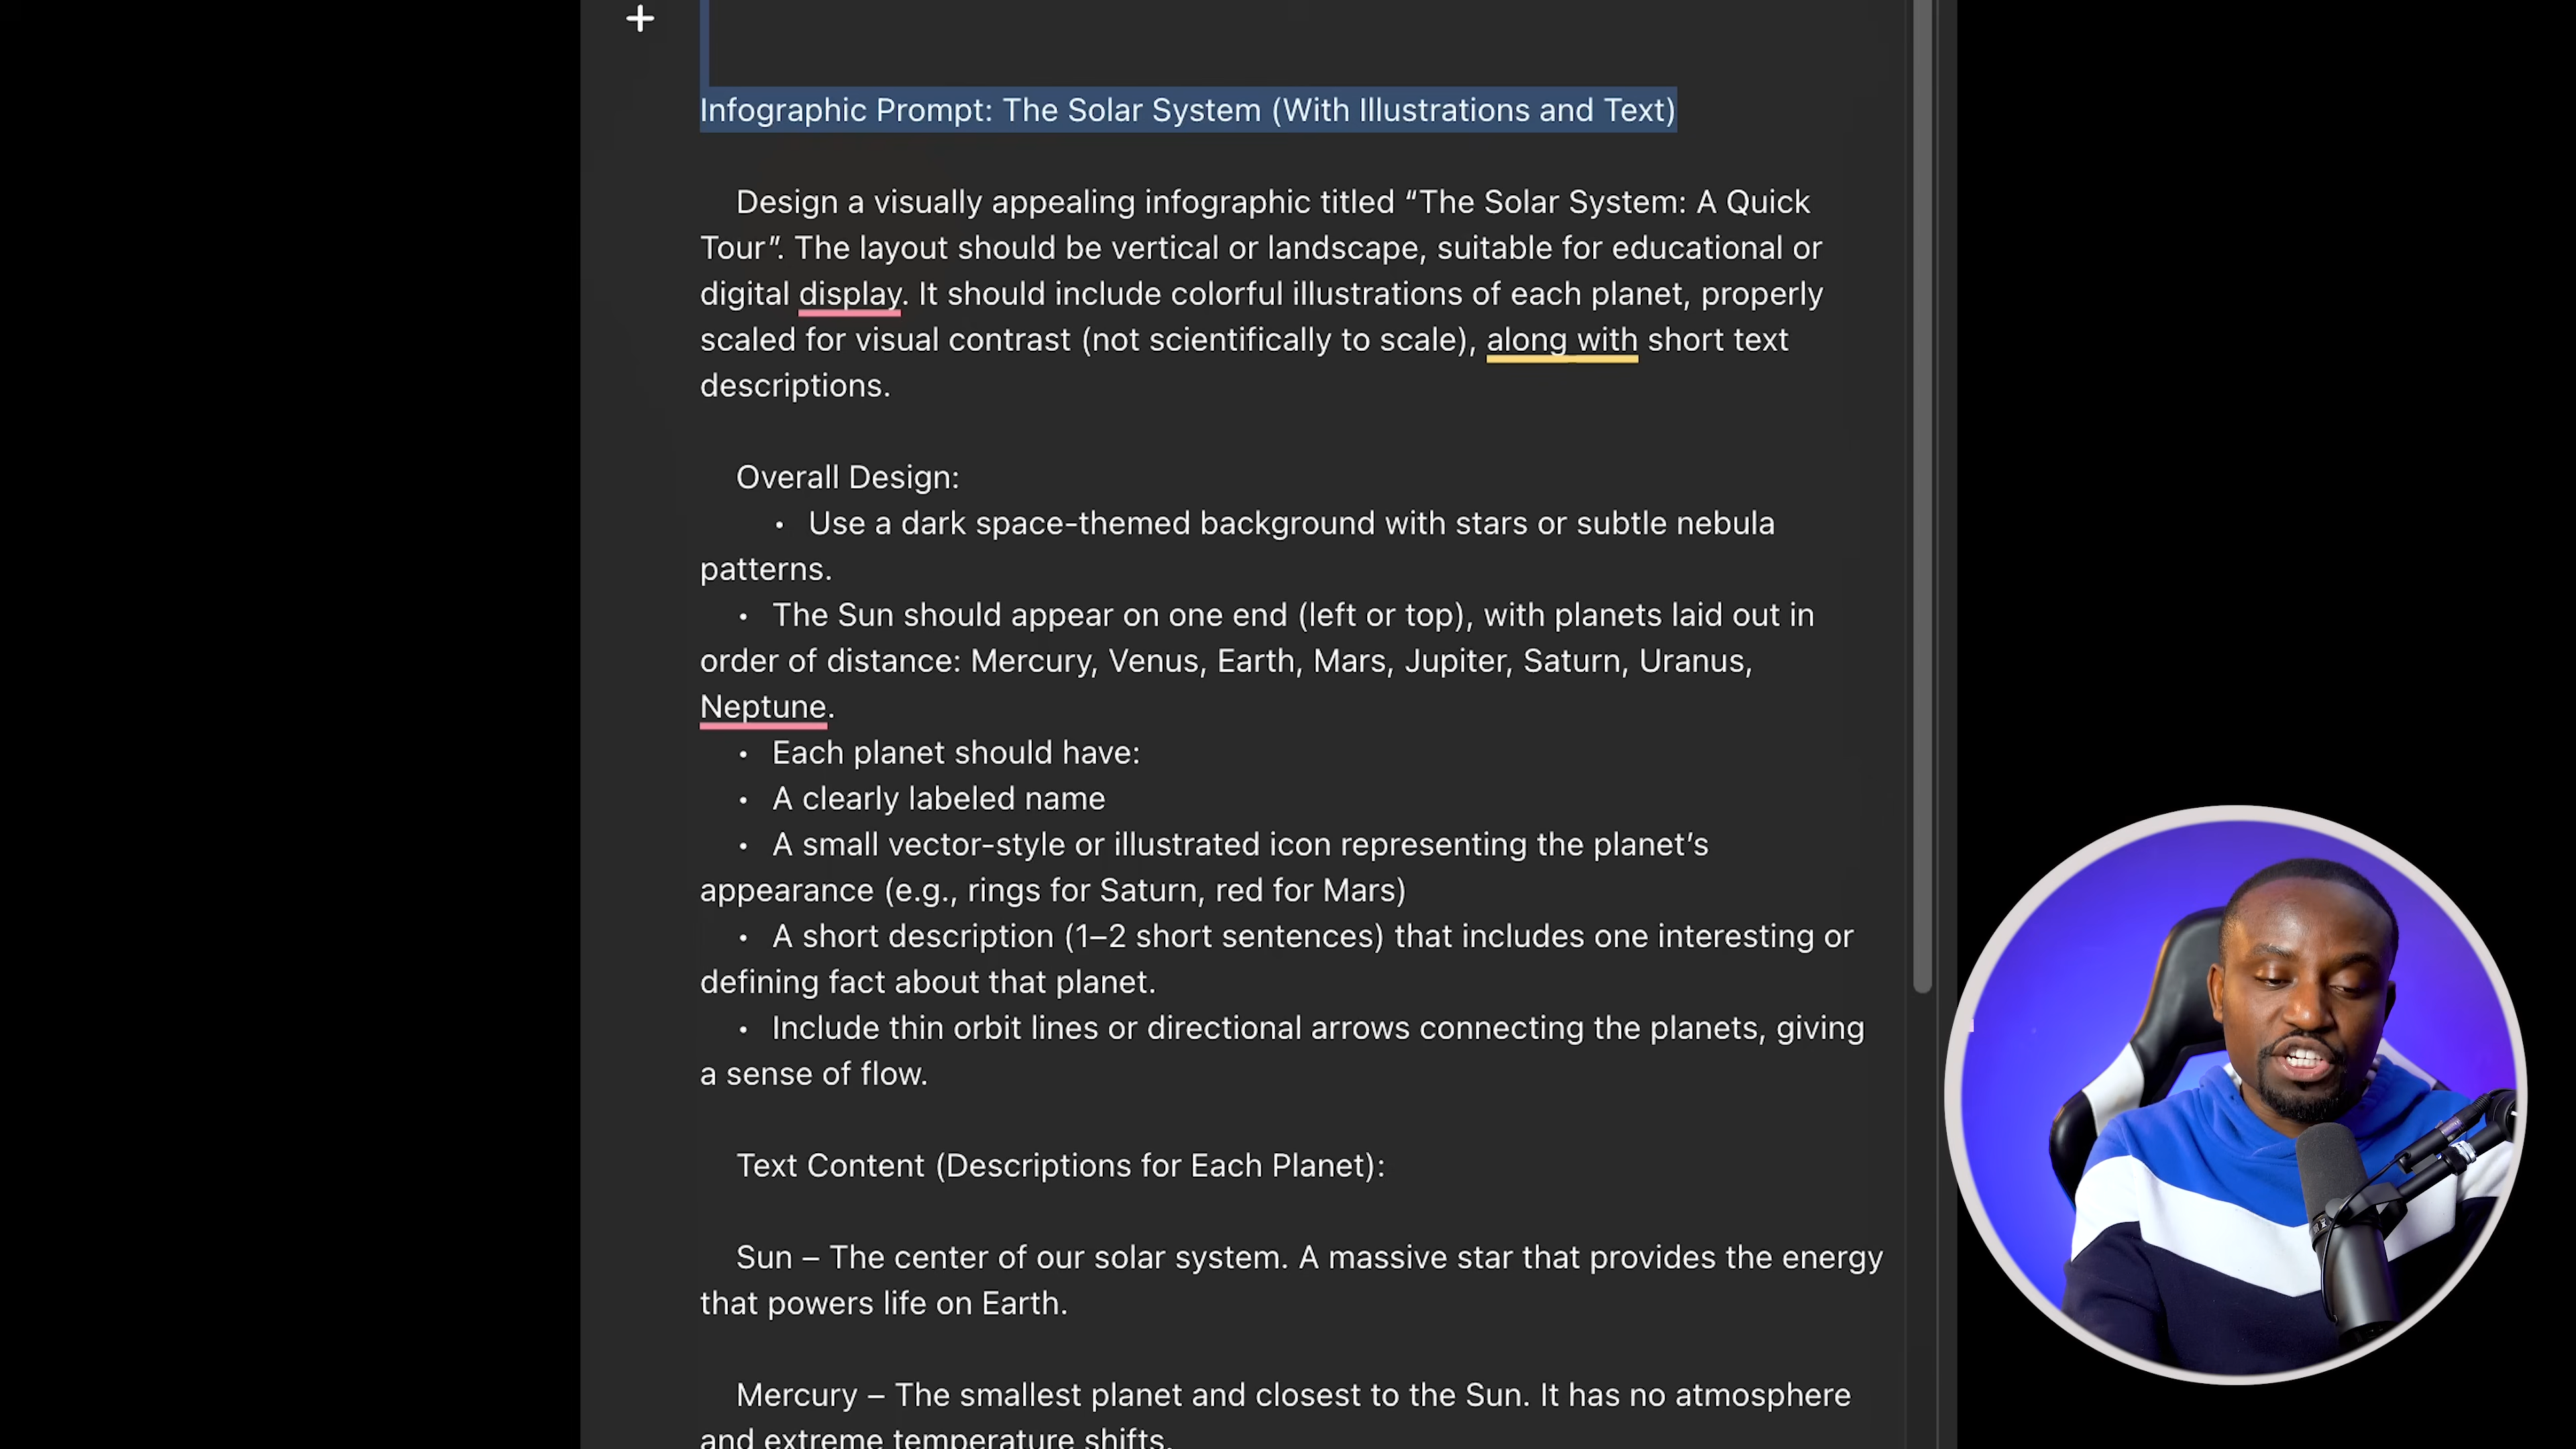 Infographic Prompt: The Solar System (With Illustrations and Text)
Design a visually appealing infographic titled “The Solar System: A Quick
Tour”. The layout should be vertical or landscape, suitable for educational or
digital display. It should include colorful illustrations of each planet, properly
scaled for visual contrast (not scientifically to scale), along with short text
descriptions.
Overall Design:
• Use a dark space-themed background with stars or subtle nebula
patterns.
• The Sun should appear on one end (left or top), with planets laid out in
order of distance: Mercury, Venus, Earth, Mars, Jupiter, Saturn, Uranus,
Neptune.
• Each planet should have:
• A clearly labeled name
• A small vector-style or illustrated icon representing the planet’s
appearance (e.g., rings for Saturn, red for Mars)
• A short description (1–2 short sentences) that includes one interesting or
defining fact about that planet.
• Include thin orbit lines or directional arrows connecting the planets, giving
a sense of flow.
Text Content (Descriptions for Each Planet):
Sun – The center of our solar system. A massive star that provides the energy
that powers life on Earth.
Mercury – The smallest planet and closest to the Sun. It has no atmosphere
and extreme temperature shifts.